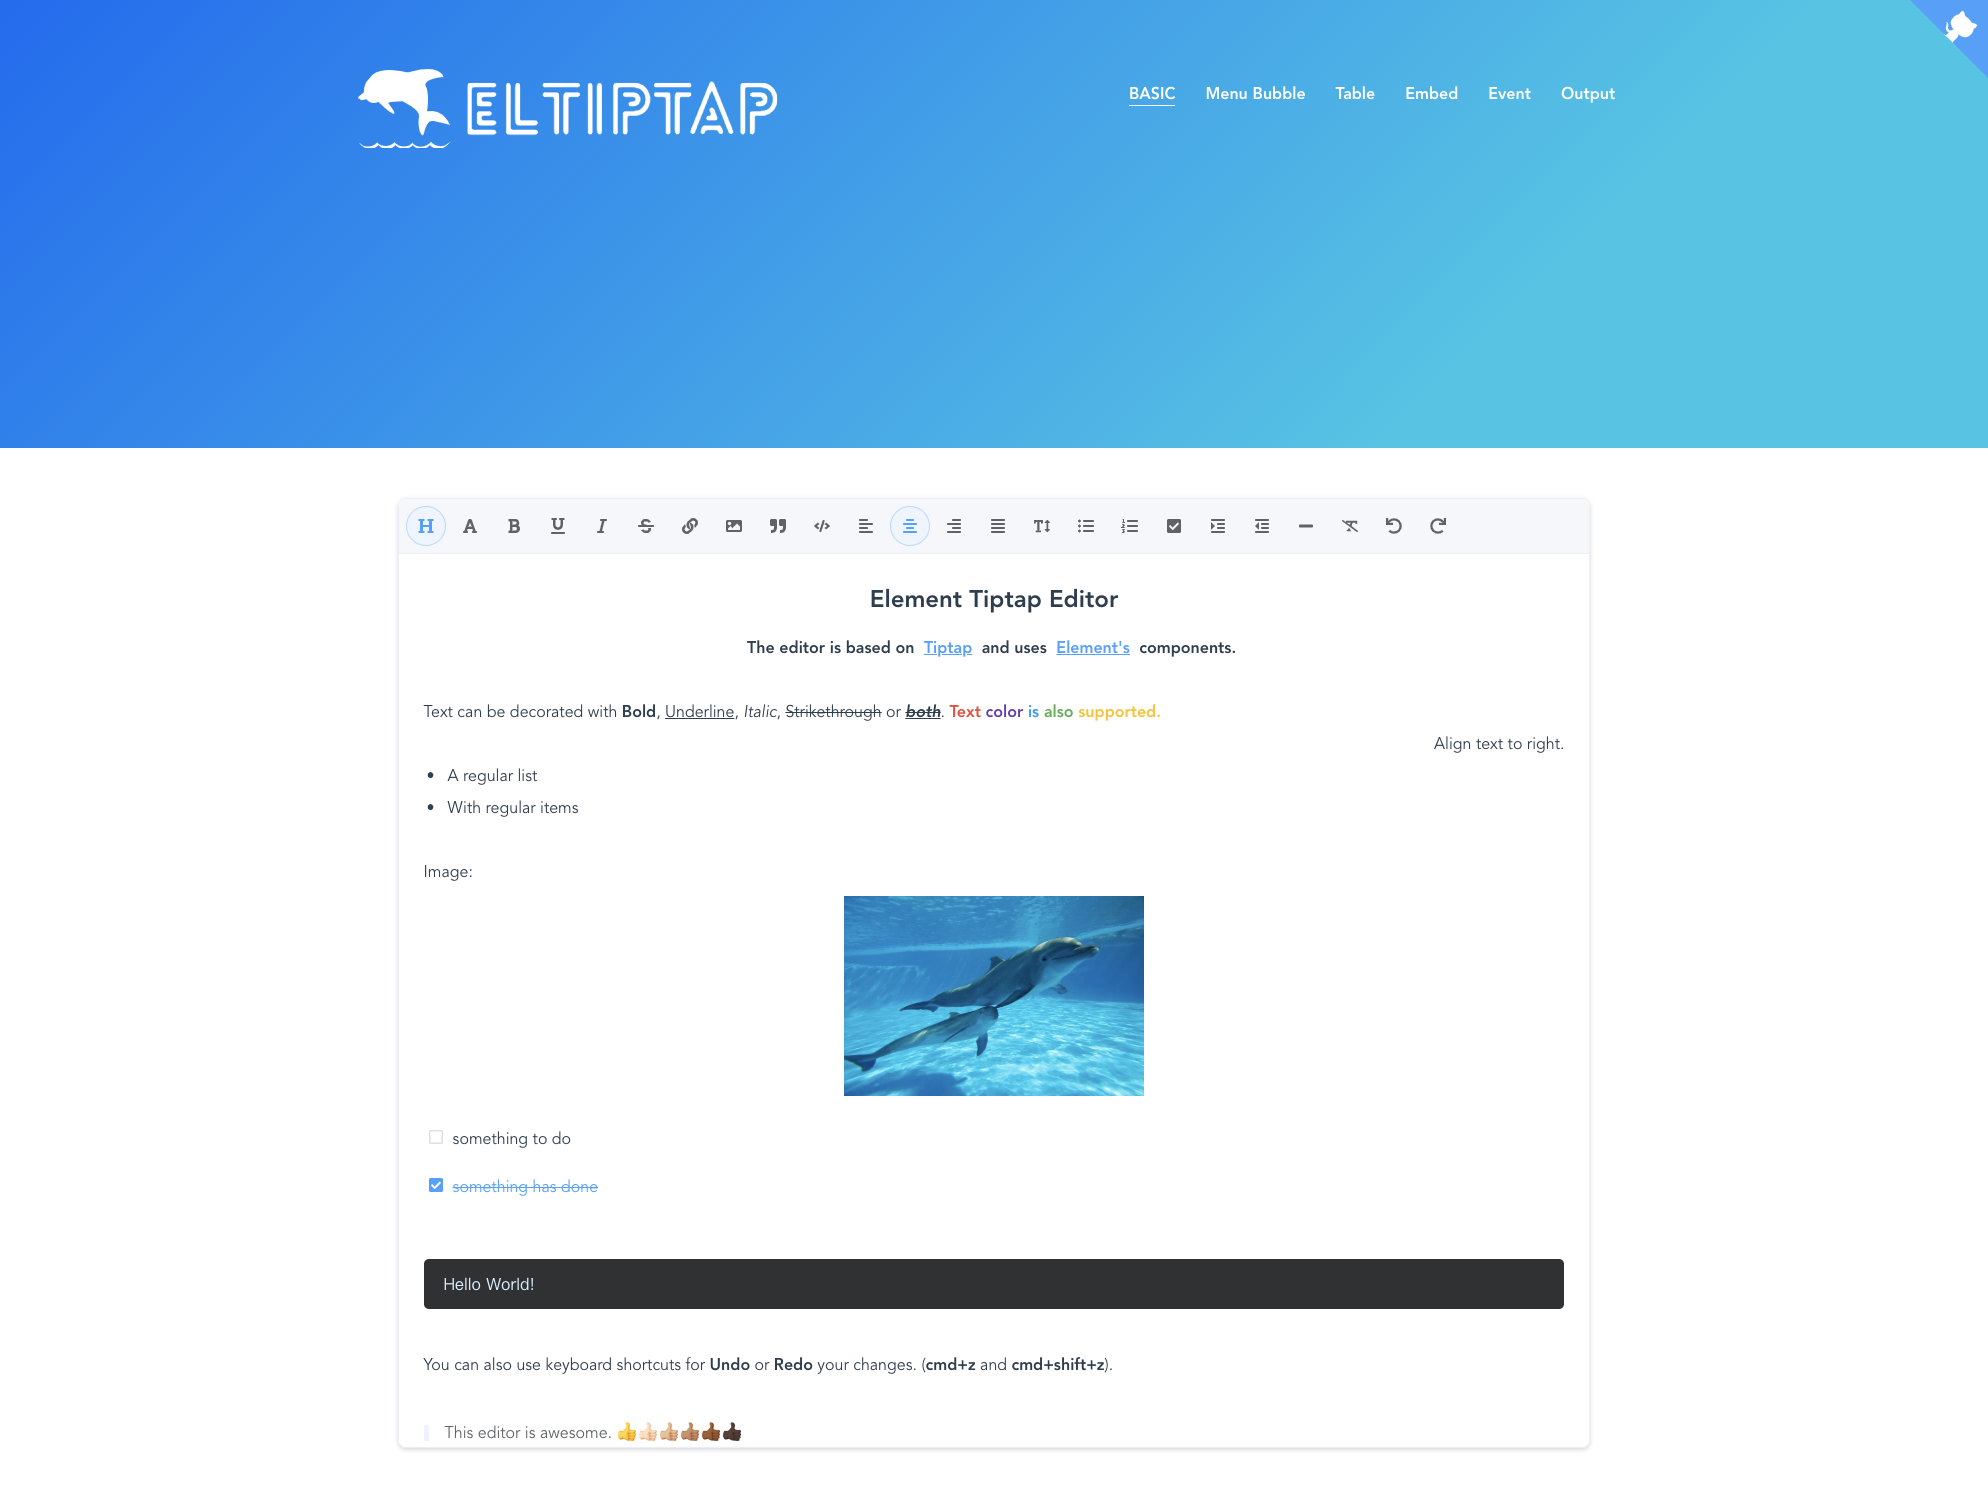 ELTIPTAP
BASIC Menu Bubble Table Embed Event Output
Element Tiptap Editor
The editor is based on Tiptap and uses Element's components.
Text can be decorated with Bold, Underline, Italic, Strikethrough or both. Text color is also supported.
Align text to right.
• A regular list
• With regular items
Image:
something to do
something has done
Hello World!
You can also use keyboard shortcuts for Undo or Redo your changes. (cmd+z and cmd+shift+z).
This editor is awesome. 👍👍🏻👍🏼👍🏽👍🏾👍🏿